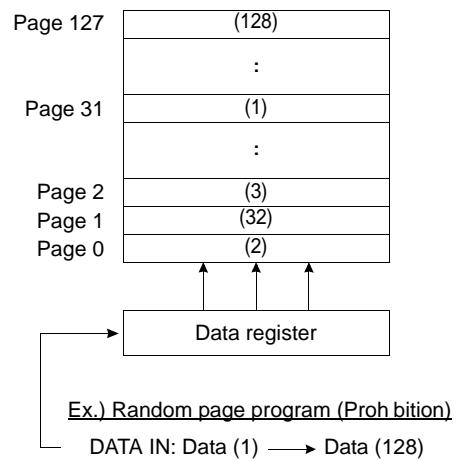 Page 127 (128)
:
Page 31 (1)
:
Page 2 (3)
Page 1 (32)
Page 0 (2)
Data register
Ex.) Random page program (Proh bition)
DATA IN: Data (1) Data (128)